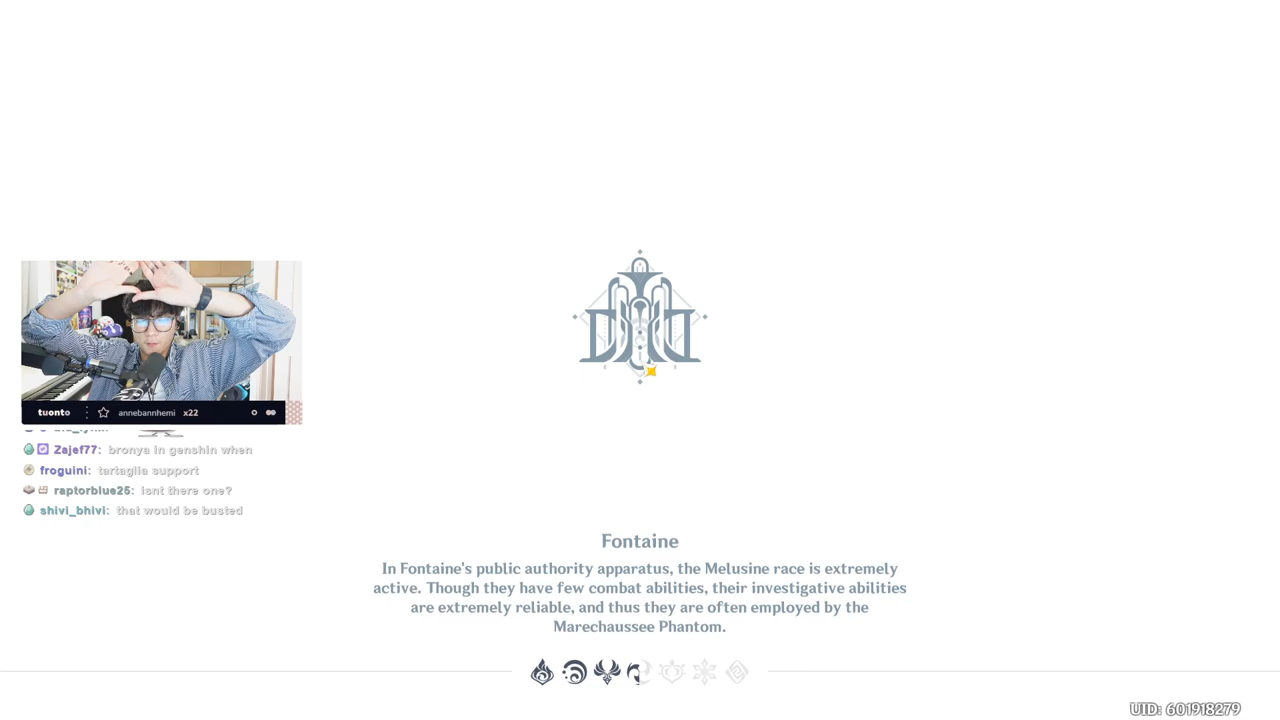 tuonto
annebannhemi x22
Zajef77: bronya in genshin when
froguini: tartaglia support
raptorblue25: isnt there one?
shivi_bhivi: that would be busted
Fontaine
In Fontaine's public authority apparatus, the Melusine race is extremely
active. Though they have few combat abilities, their investigative abilities
are extremely reliable, and thus they are often employed by the
Marechaussee Phantom.
UID: 601918279